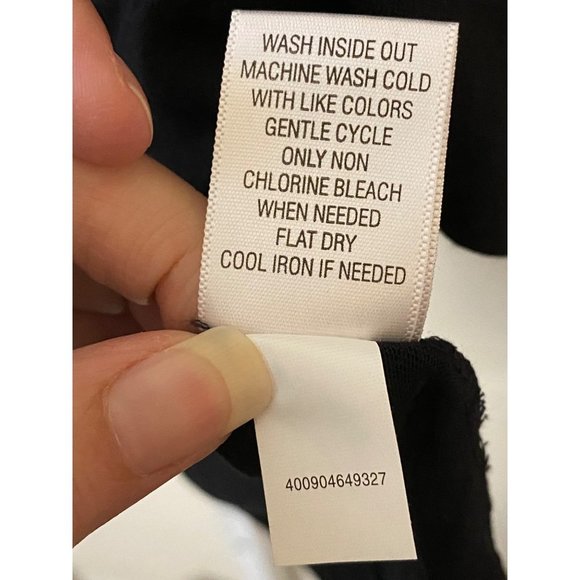 WASH INSIDE OUT
MACHINE WASH COLD
WITH LIKE COLORS
GENTLE CYCLE
ONLY NON
CHLORINE BLEACH
WHEN NEEDED
FLAT DRY
COOL IRON IF NEEDED
400904649327